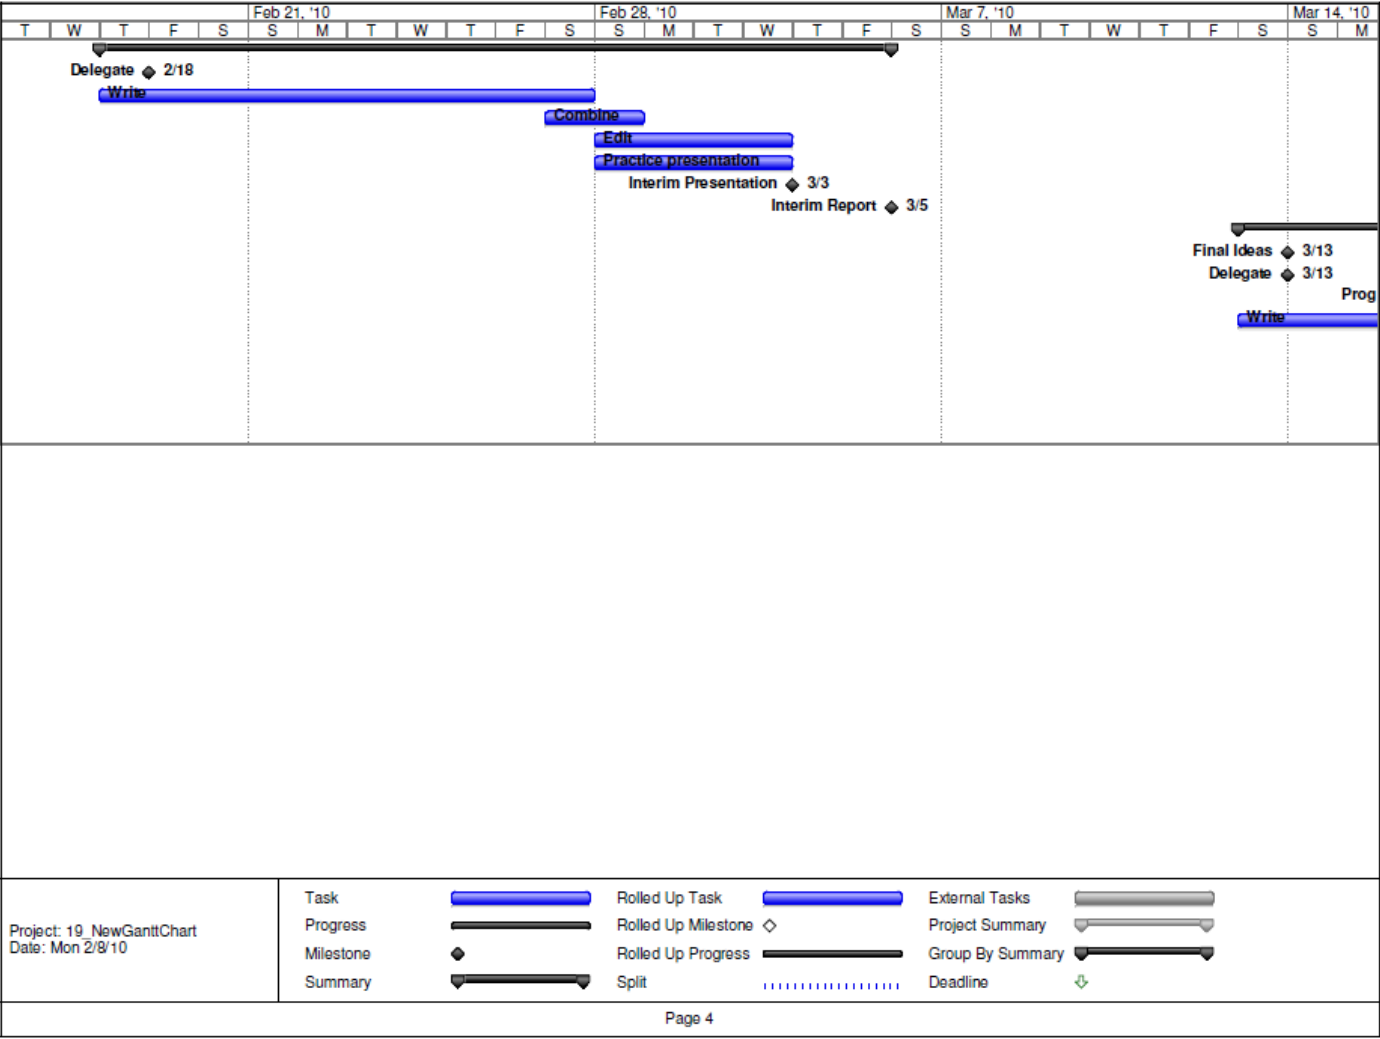 Feb 21, '10 Feb 28, '10 Mar 7, '10 Mar 14, '10
T W T F S S M T W T F S S M T W T F S S M T W T F S S M
Delegate 2/18
Write
Combine
Edit
Practice presentation
Interim Presentation 3/3
Interim Report 3/5
Final Ideas 3/13
Delegate 3/13
Prog
Write
Project: 19_NewGanttChart
Date: Mon 2/8/10
Task Rolled Up Task External Tasks
Progress Rolled Up Milestone Project Summary
Milestone Rolled Up Progress Group By Summary
Summary Split Deadline
Page 4